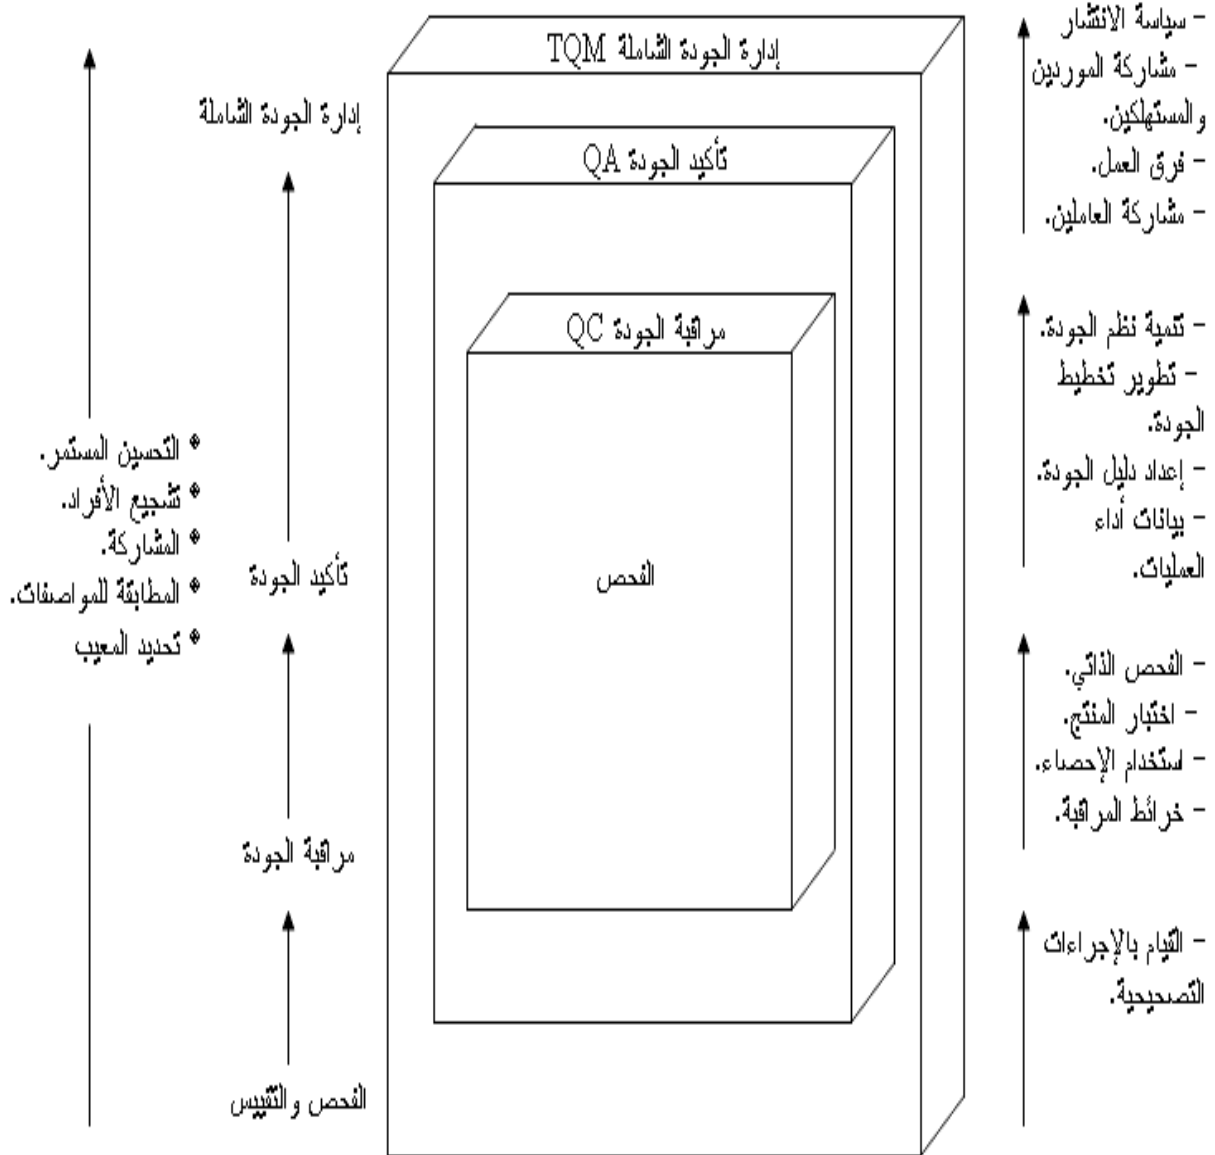 إدارة الجودة الشاملة TQM
تأكيد الجودة QA
مراقبة الجودة QC
الفحص
- سياسة الانتشار
- مشاركة الموردين
والمستهلكين.
- فرق العمل.
- مشاركة العاملين.
- تنمية نظم الجودة.
- تطوير تخطيط
الجودة.
- إعداد دليل الجودة.
- بيانات أداء
العمليات.
- الفحص الذاتي.
- اختبار المنتج.
- استخدام الإحصاء.
- خرائط المراقبة.
- القيام بالإجراءات
التصحيحية.
إدارة الجودة الشاملة
تأكيد الجودة
مراقبة الجودة
الفحص والتقييس
* التحسين المستمر.
* تشجيع الأفراد.
* المشاركة.
* المطابقة للمواصفات.
* تحديد المعيب